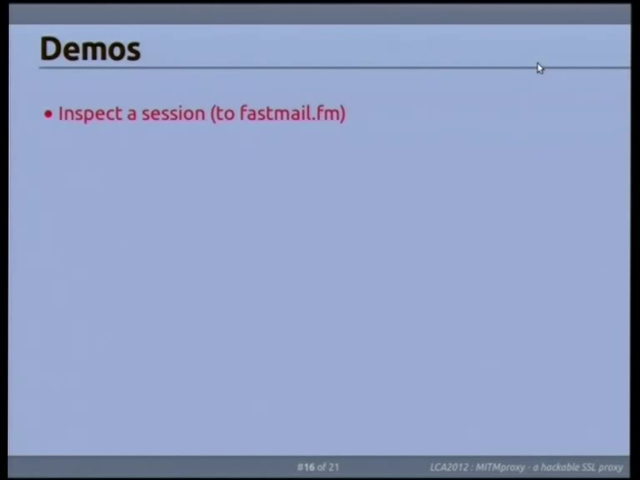 Demos
• Inspect a session (to fastmail.fm)
#16 of 21
LCA2012 : MITMproxy - a hackable SSL proxy